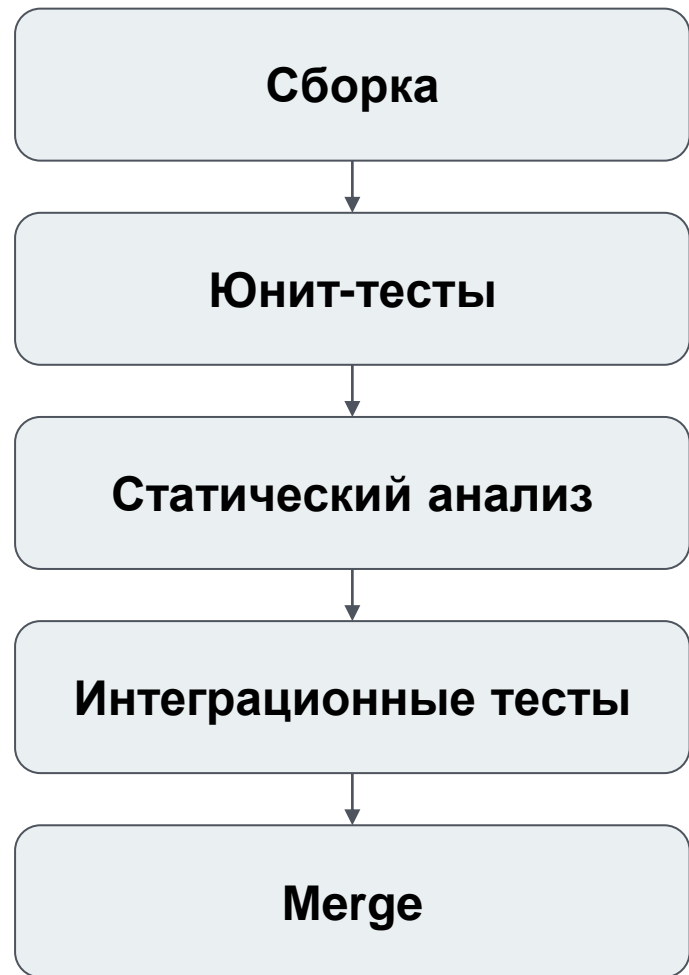 Сборка
Юнит-тесты
Статический анализ
Интеграционные тесты
Merge